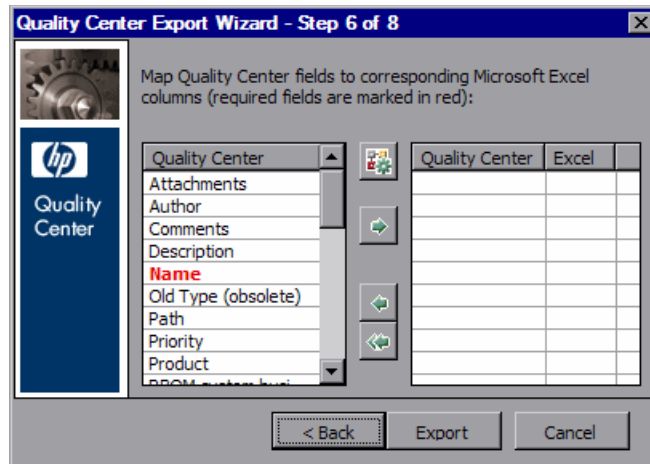 Quality Center Export Wizard - Step 6 of 8
Map Quality Center fields to corresponding Microsoft Excel
columns (required fields are marked in red):
hp
Quality
Center
Quality Center
Attachments
Author
Comments
Description
Name
Old Type (obsolete)
Path
Priority
Product
Quality Center Excel
< Back Export Cancel